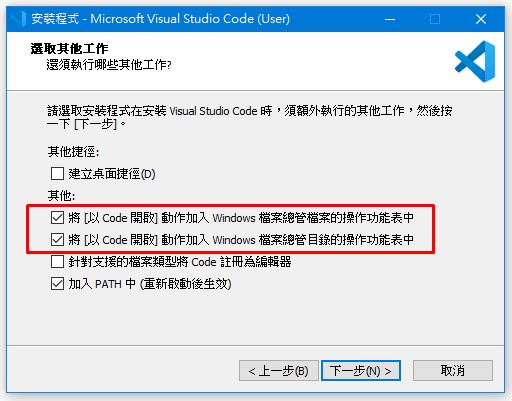 安裝程式 - Microsoft Visual Studio Code (User)
選取其他工作
還須執行哪些其他工作?
請選取安裝程式在安裝 Visual Studio Code 時，須額外執行的其他工作，然後按
一下 [下一步]。
其他捷徑:
建立桌面捷徑(D)
其他:
將 [以 Code 開啟] 動作加入 Windows 檔案總管檔案的操作功能表中
將 [以 Code 開啟] 動作加入 Windows 檔案總管目錄的操作功能表中
針對支援的檔案類型將 Code 註冊為編輯器
加入 PATH 中 (重新啟動後生效)
< 上一步(B) 下一步(N) > 取消